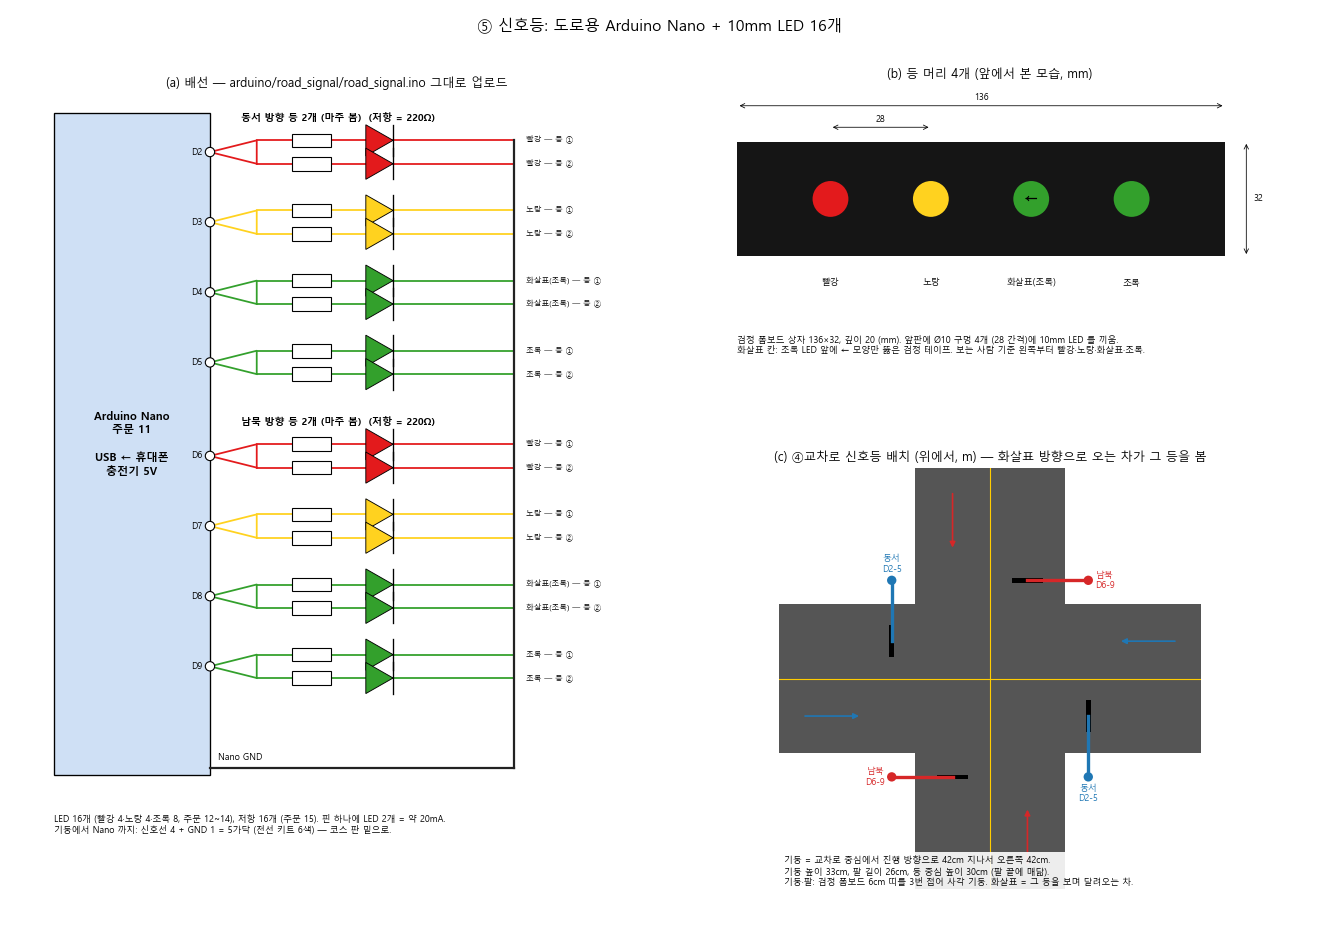 ⑤ 신호등: 도로용 Arduino Nano + 10mm LED 16개
(a) 배선 — arduino/road_signal/road_signal.ino 그대로 업로드
동서 방향 등 2개 (마주 봄) (저항 = 220Ω)
D2
빨강 — 등 ①
빨강 — 등 ②
D3
노랑 — 등 ①
노랑 — 등 ②
D4
화살표(초록) — 등 ①
화살표(초록) — 등 ②
D5
초록 — 등 ①
초록 — 등 ②
Arduino Nano
주문 11
USB ← 휴대폰
충전기 5V
남북 방향 등 2개 (마주 봄) (저항 = 220Ω)
D6
빨강 — 등 ①
빨강 — 등 ②
D7
노랑 — 등 ①
노랑 — 등 ②
D8
화살표(초록) — 등 ①
화살표(초록) — 등 ②
D9
초록 — 등 ①
초록 — 등 ②
Nano GND
LED 16개 (빨강 4·노랑 4·초록 8, 주문 12~14), 저항 16개 (주문 15). 핀 하나에 LED 2개 = 약 20mA.
기둥에서 Nano 까지: 신호선 4 + GND 1 = 5가닥 (전선 키트 6색) — 코스 판 밑으로.
(b) 등 머리 4개 (앞에서 본 모습, mm)
136
28
←
32
빨강
노랑
화살표(초록)
초록
검정 폼보드 상자 136×32, 깊이 20 (mm). 앞판에 Ø10 구멍 4개 (28 간격)에 10mm LED 를 끼움.
화살표 칸: 초록 LED 앞에 ← 모양만 뚫은 검정 테이프. 보는 사람 기준 왼쪽부터 빨강·노랑·화살표·초록.
(c) ④교차로 신호등 배치 (위에서, m) — 화살표 방향으로 오는 차가 그 등을 봄
동서
D2-5
남북
D6-9
남북
D6-9
동서
D2-5
기둥 = 교차로 중심에서 진행 방향으로 42cm 지나서 오른쪽 42cm.
기둥 높이 33cm, 팔 길이 26cm, 등 중심 높이 30cm (팔 끝에 매닮).
기둥·팔: 검정 폼보드 6cm 띠를 3번 접어 사각 기둥. 화살표 = 그 등을 보며 달려오는 차.